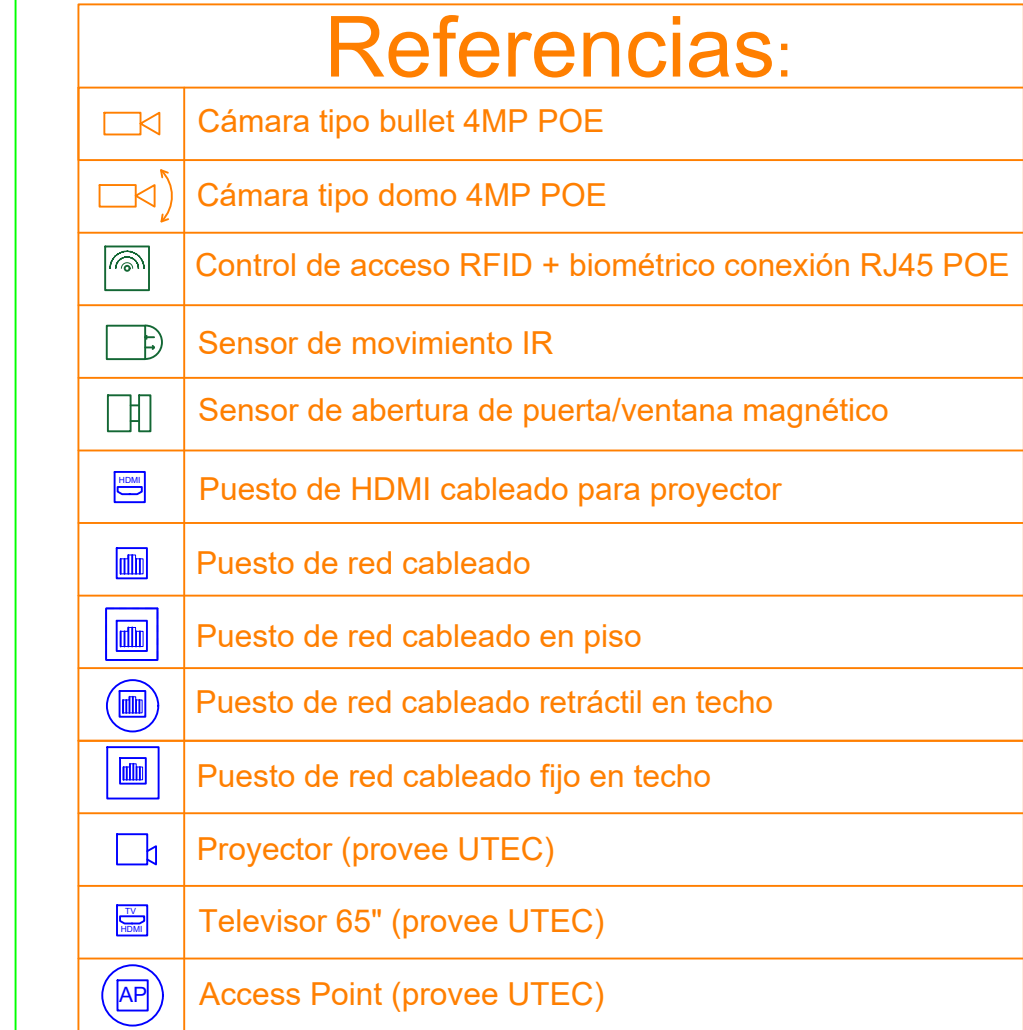 Referencias:
Cámara tipo bullet 4MP POE
Cámara tipo domo 4MP POE
Control de acceso RFID + biométrico conexión RJ45 POE
Sensor de movimiento IR
Sensor de abertura de puerta/ventana magnético
HDMI
Puesto de HDMI cableado para proyector
Puesto de red cableado
Puesto de red cableado en piso
Puesto de red cableado retráctil en techo
Puesto de red cableado fijo en techo
Proyector (provee UTEC)
TV
HDMI
Televisor 65" (provee UTEC)
AP
Access Point (provee UTEC)